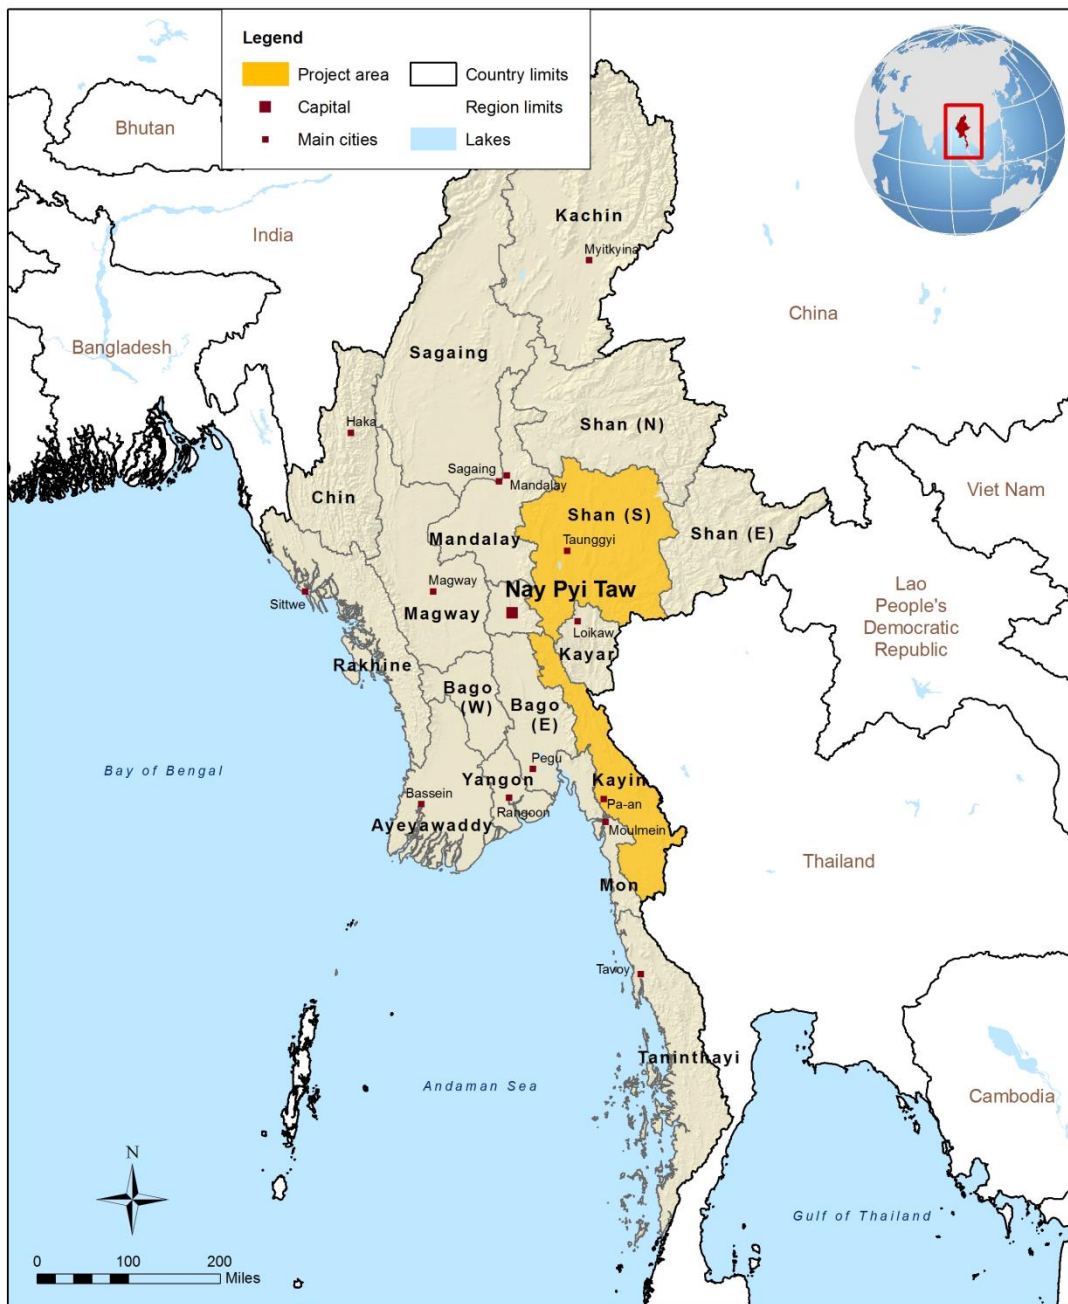 Legend
Project area
Country limits
Capital
Region limits
Main cities
Lakes
Bhutan
India
Bangladesh
China
Kachin
Myitkyina
Sagaing
Shan (N)
Haka
Chin
Sagaing
Mandalay
Viet Nam
Shan (S)
Shan (E)
Taunggyi
Mandalay
Nay Pyi Taw
Magway
Magway
Sittwe
Lao
People's
Democratic
Republic
Loikaw
Kayar
Rakhine
Bago
(W)
Bago
(E)
Bay of Bengal
Pegu
Yangon
Kayin
Bassein
Rangoon
Pa-an
Ayeyawaddy
Moulmein
Thailand
Mon
Tavoy
Taninthayi
Andaman Sea
Cambodia
N
Gulf of Thailand
0 100 200
Miles